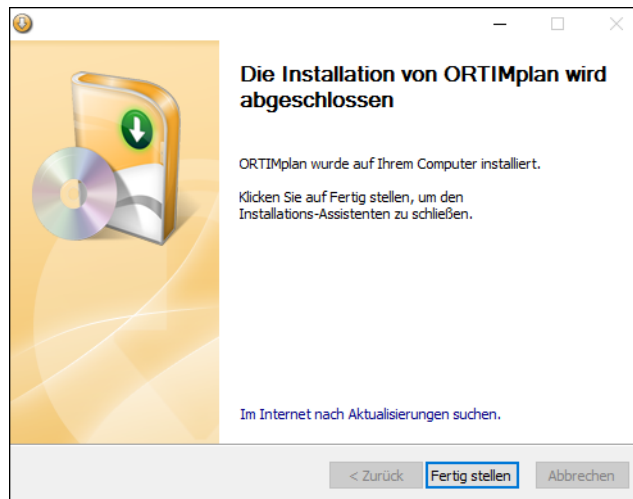 Die Installation von ORTIMplan wird
abgeschlossen
ORTIMplan wurde auf Ihrem Computer installiert.
Klicken Sie auf Fertig stellen, um den
Installations-Assistenten zu schließen.
Im Internet nach Aktualisierungen suchen.
< Zurück Fertig stellen Abbrechen